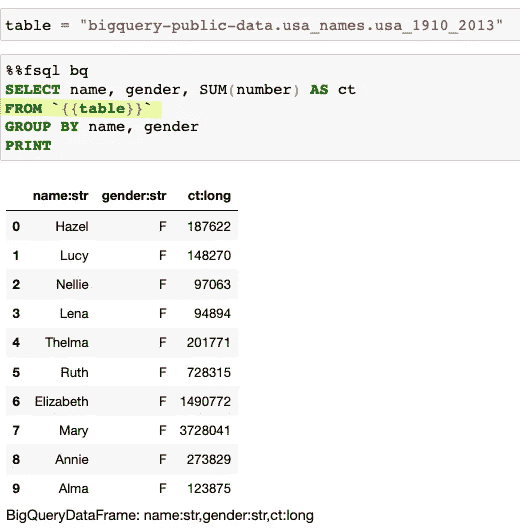 table = "bigquery-public-data.usa_names.usa_1910_2013"
%%fsql bq
SELECT name, gender, SUM(number) AS ct
FROM `{{table}}`
GROUP BY name, gender
PRINT
name:str gender:str ct:long
0 Hazel F 187622
1 Lucy F 148270
2 Nellie F 97063
3 Lena F 94894
4 Thelma F 201771
5 Ruth F 728315
6 Elizabeth F 1490772
7 Mary F 3728041
8 Annie F 273829
9 Alma F 123875
BigQueryDataFrame: name:str,gender:str,ct:long